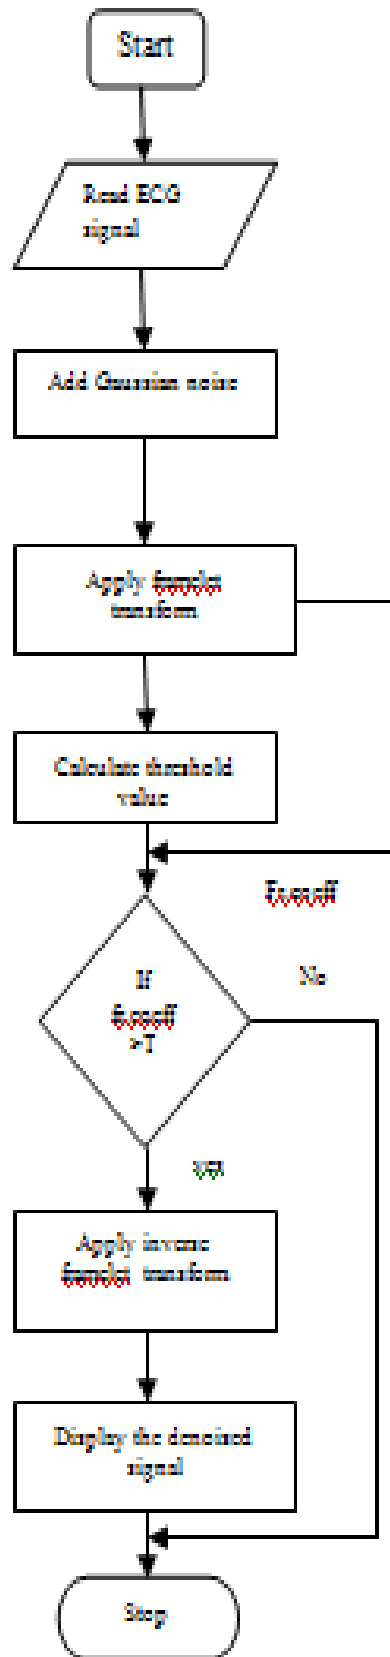 Start
Read ECG
signal
Add Gaussian noise
Apply framelet
transform
Calculate threshold
value
Fr.coeff
If
fr.coeff
>T
No
yes
Apply inverse
framelet transform
Display the denoised
signal
Stop